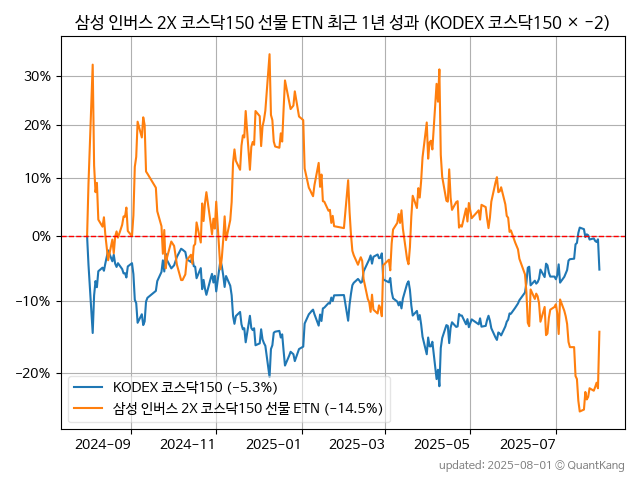 삼성 인버스 2X 코스닥150 선물 ETN 최근 1년 성과 (KODEX 코스닥150 × −2)
30%
20%
10%
0%
−10%
−20%
KODEX 코스닥150 (−5.3%)
삼성 인버스 2X 코스닥150 선물 ETN (−14.5%)
2024−09 2024−11 2025−01 2025−03 2025−05 2025−07
updated: 2025-08-01 © QuantKang